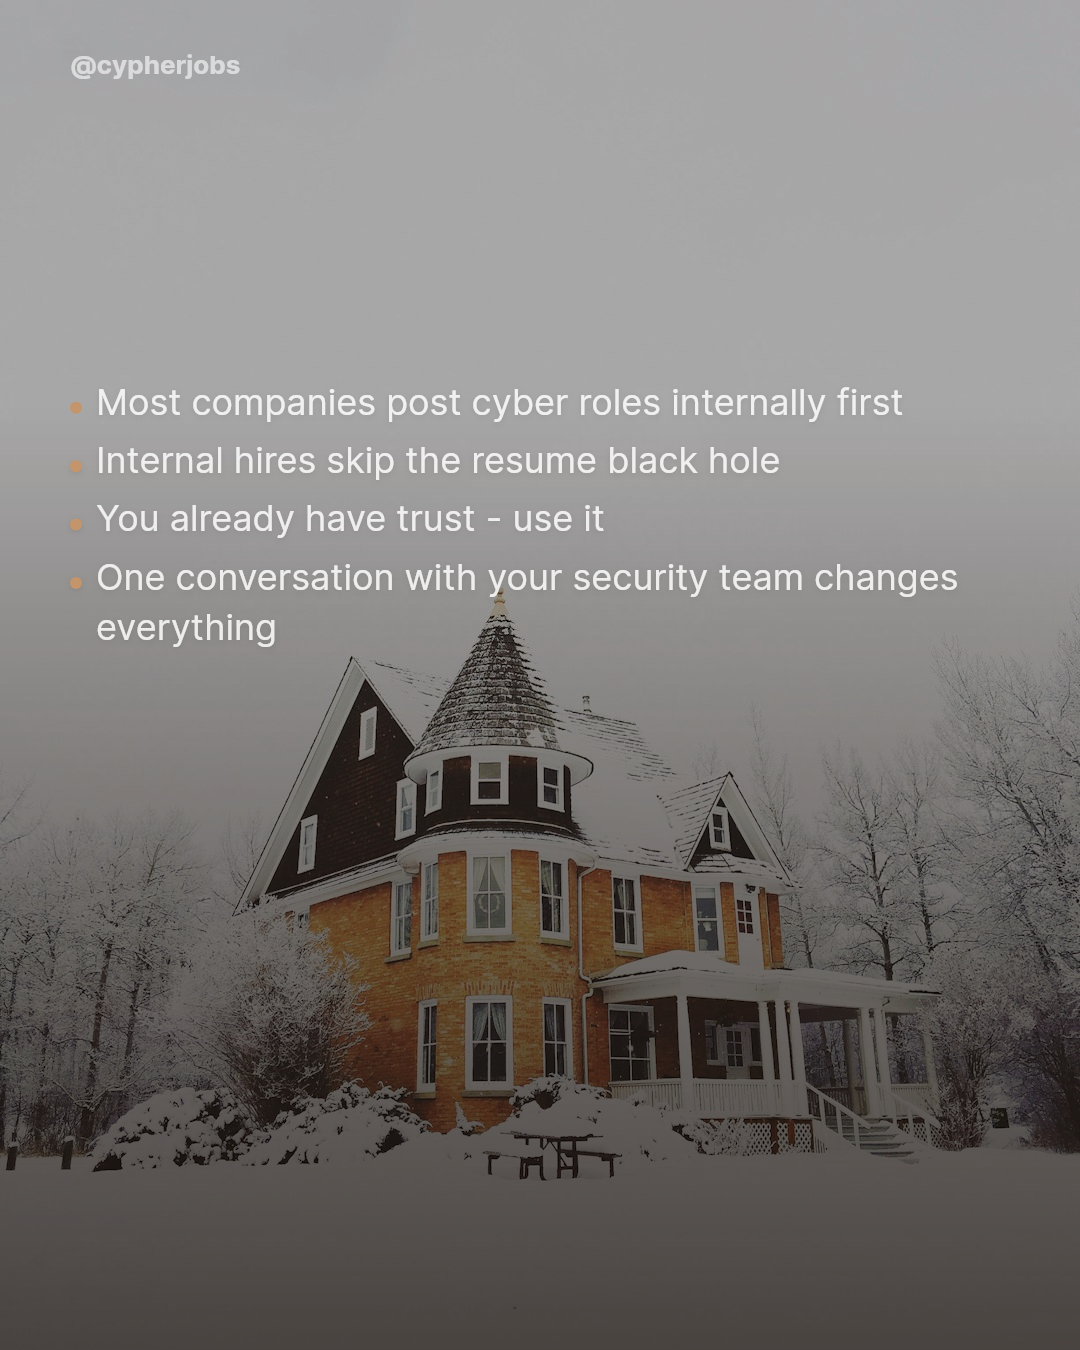 @cypherjobs
Most companies post cyber roles internally first
Internal hires skip the resume black hole
You already have trust - use it
One conversation with your security team changes
everything